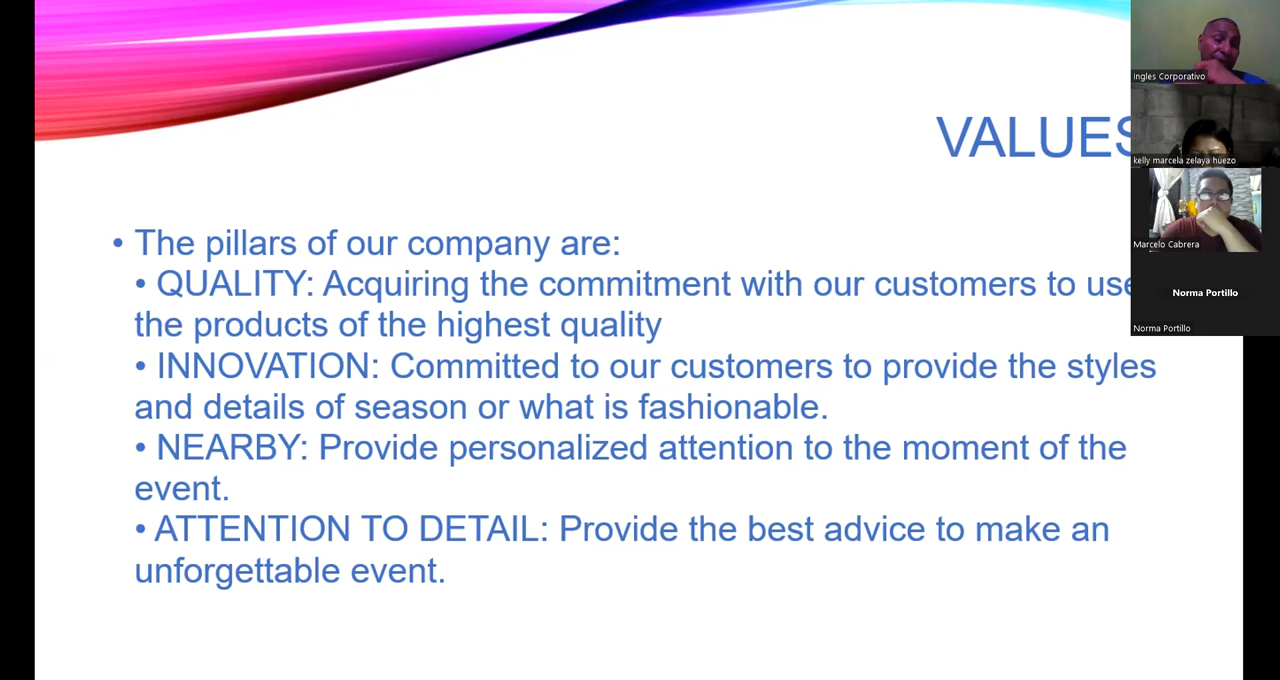 VALUES
• The pillars of our company are:
• QUALITY: Acquiring the commitment with our customers to use
the products of the highest quality
• INNOVATION: Committed to our customers to provide the styles
and details of season or what is fashionable.
• NEARBY: Provide personalized attention to the moment of the
event.
• ATTENTION TO DETAIL: Provide the best advice to make an
unforgettable event.
Ingles Corporativo
kelly marcela zelaya huezo
Marcelo Cabrera
Norma Portillo
Norma Portillo